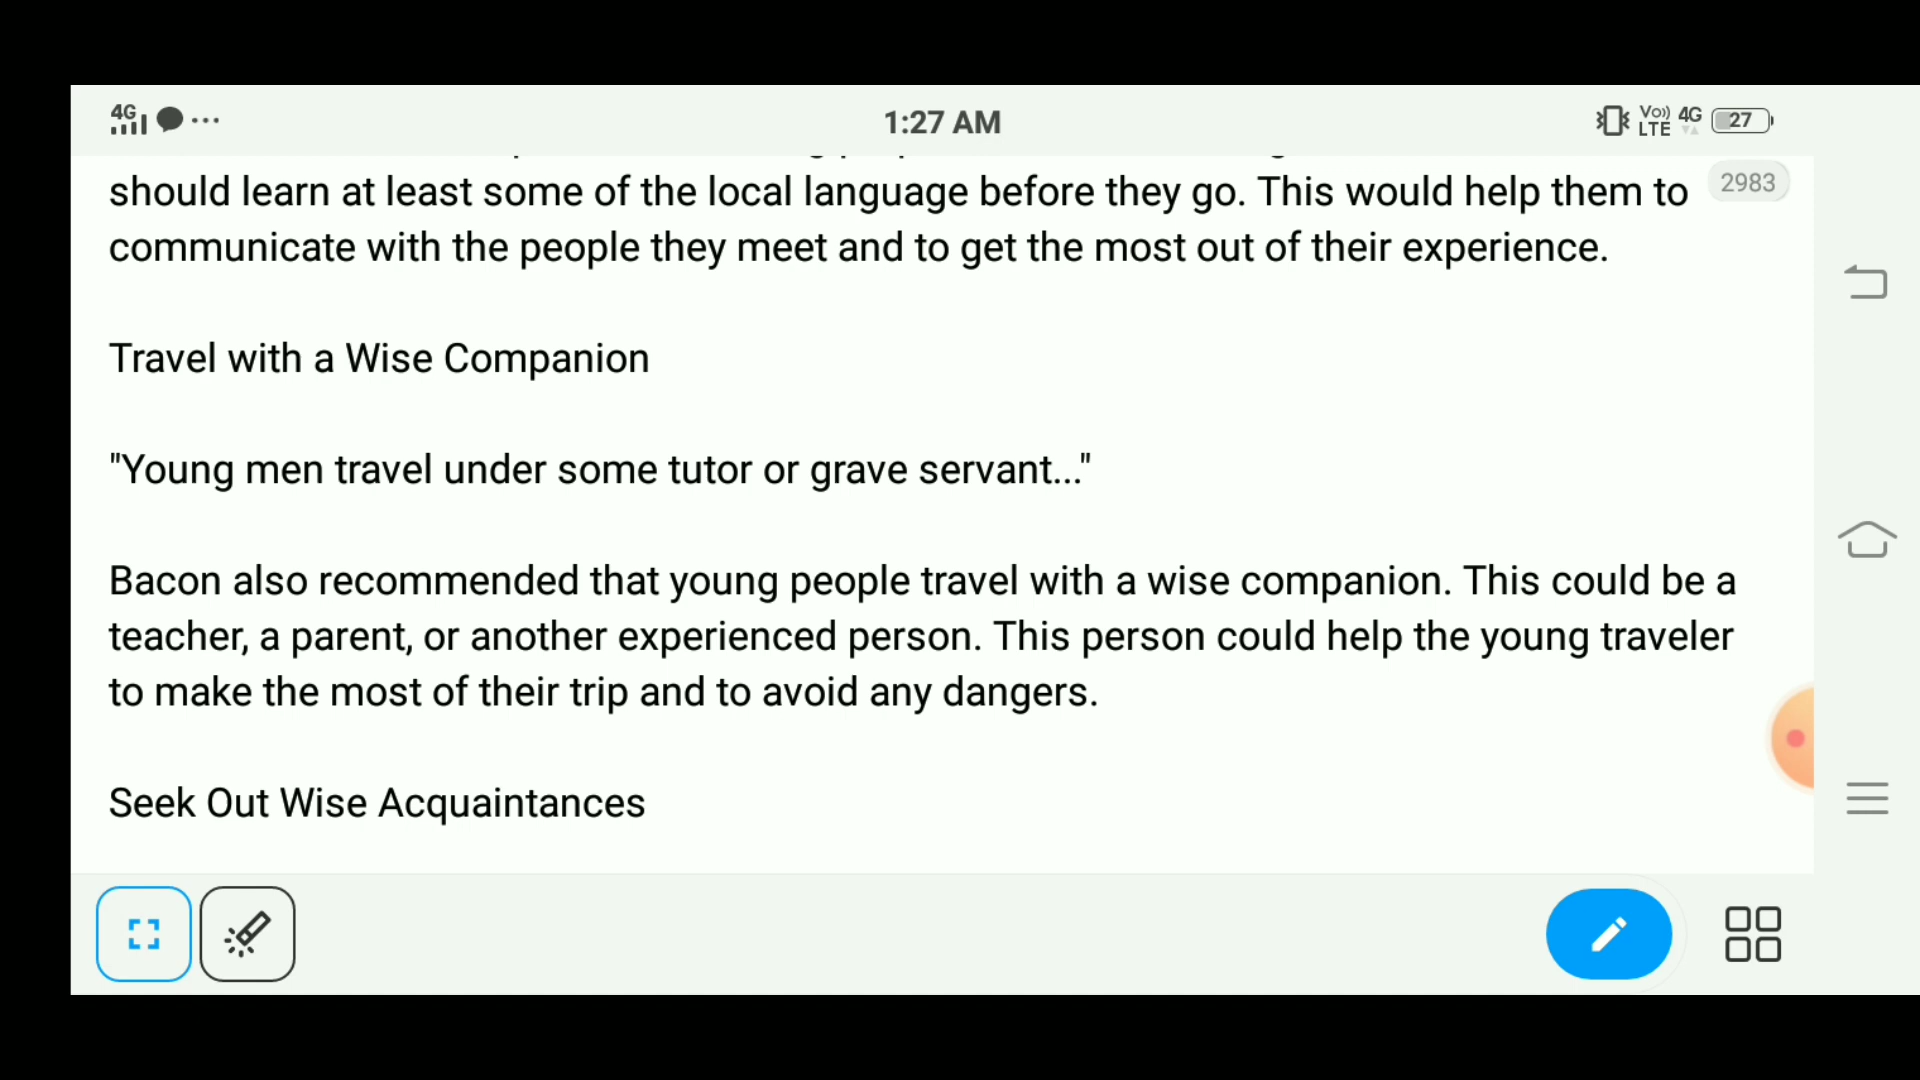 4G 1:27 AM Vo)) LTE 4G 27
2983
should learn at least some of the local language before they go. This would help them to
communicate with the people they meet and to get the most out of their experience.
Travel with a Wise Companion
"Young men travel under some tutor or grave servant..."
Bacon also recommended that young people travel with a wise companion. This could be a
teacher, a parent, or another experienced person. This person could help the young traveler
to make the most of their trip and to avoid any dangers.
Seek Out Wise Acquaintances